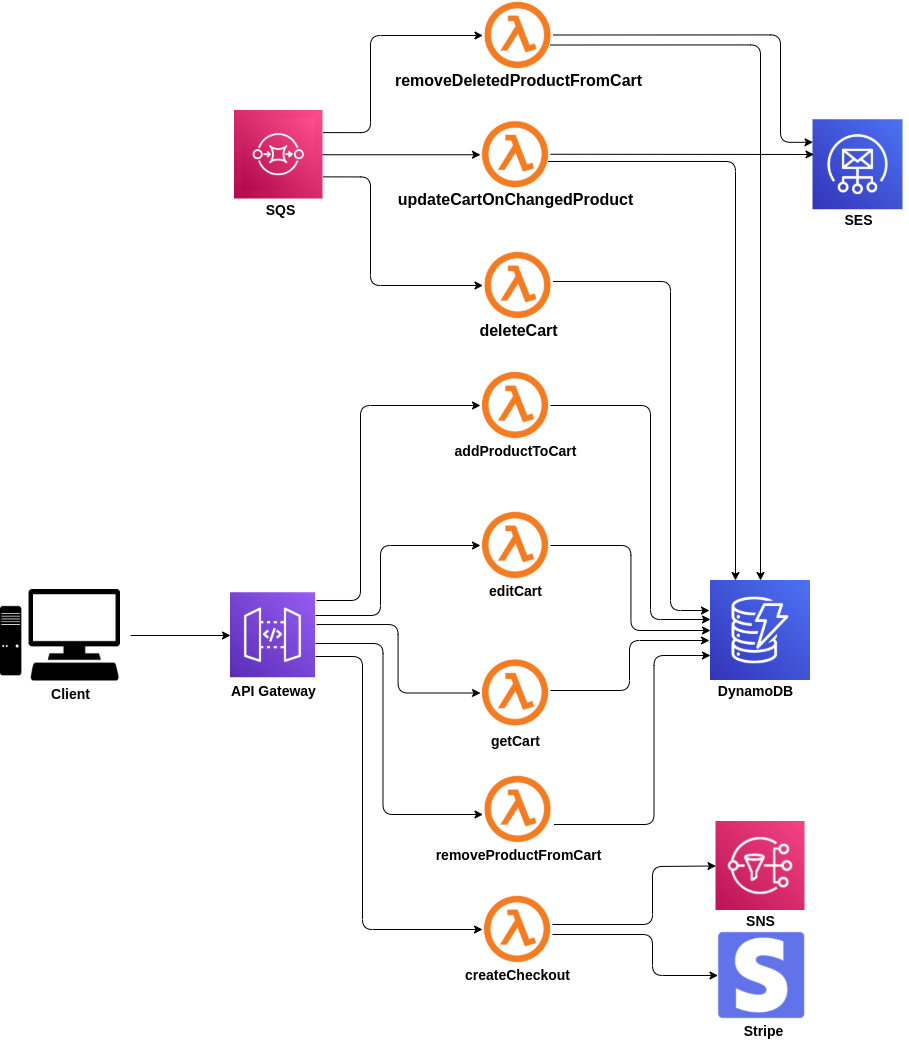 removeDeletedProductFromCart
SQS
updateCartOnChangedProduct
SES
deleteCart
addProductToCart
editCart
Client
API Gateway
</>
DynamoDB
getCart
removeProductFromCart
SNS
createCheckout
S
Stripe